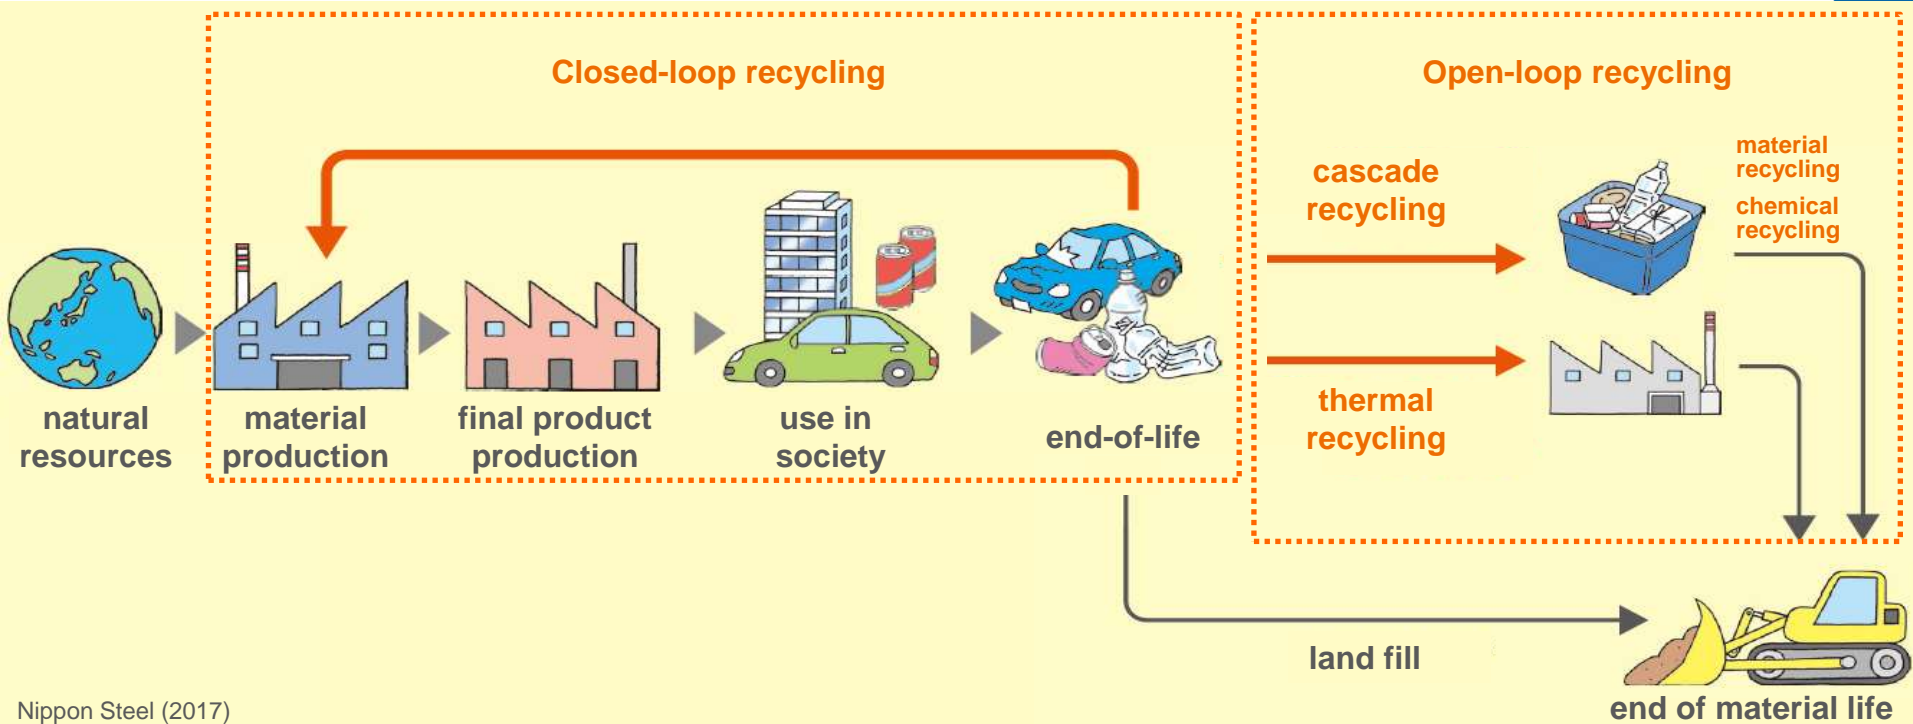 Closed-loop recycling
Open-loop recycling
cascade
recycling
material
recycling
chemical
recycling
thermal
recycling
natural
resources
material
production
final product
production
use in
society
end-of-life
land fill
end of material life
Nippon Steel (2017)